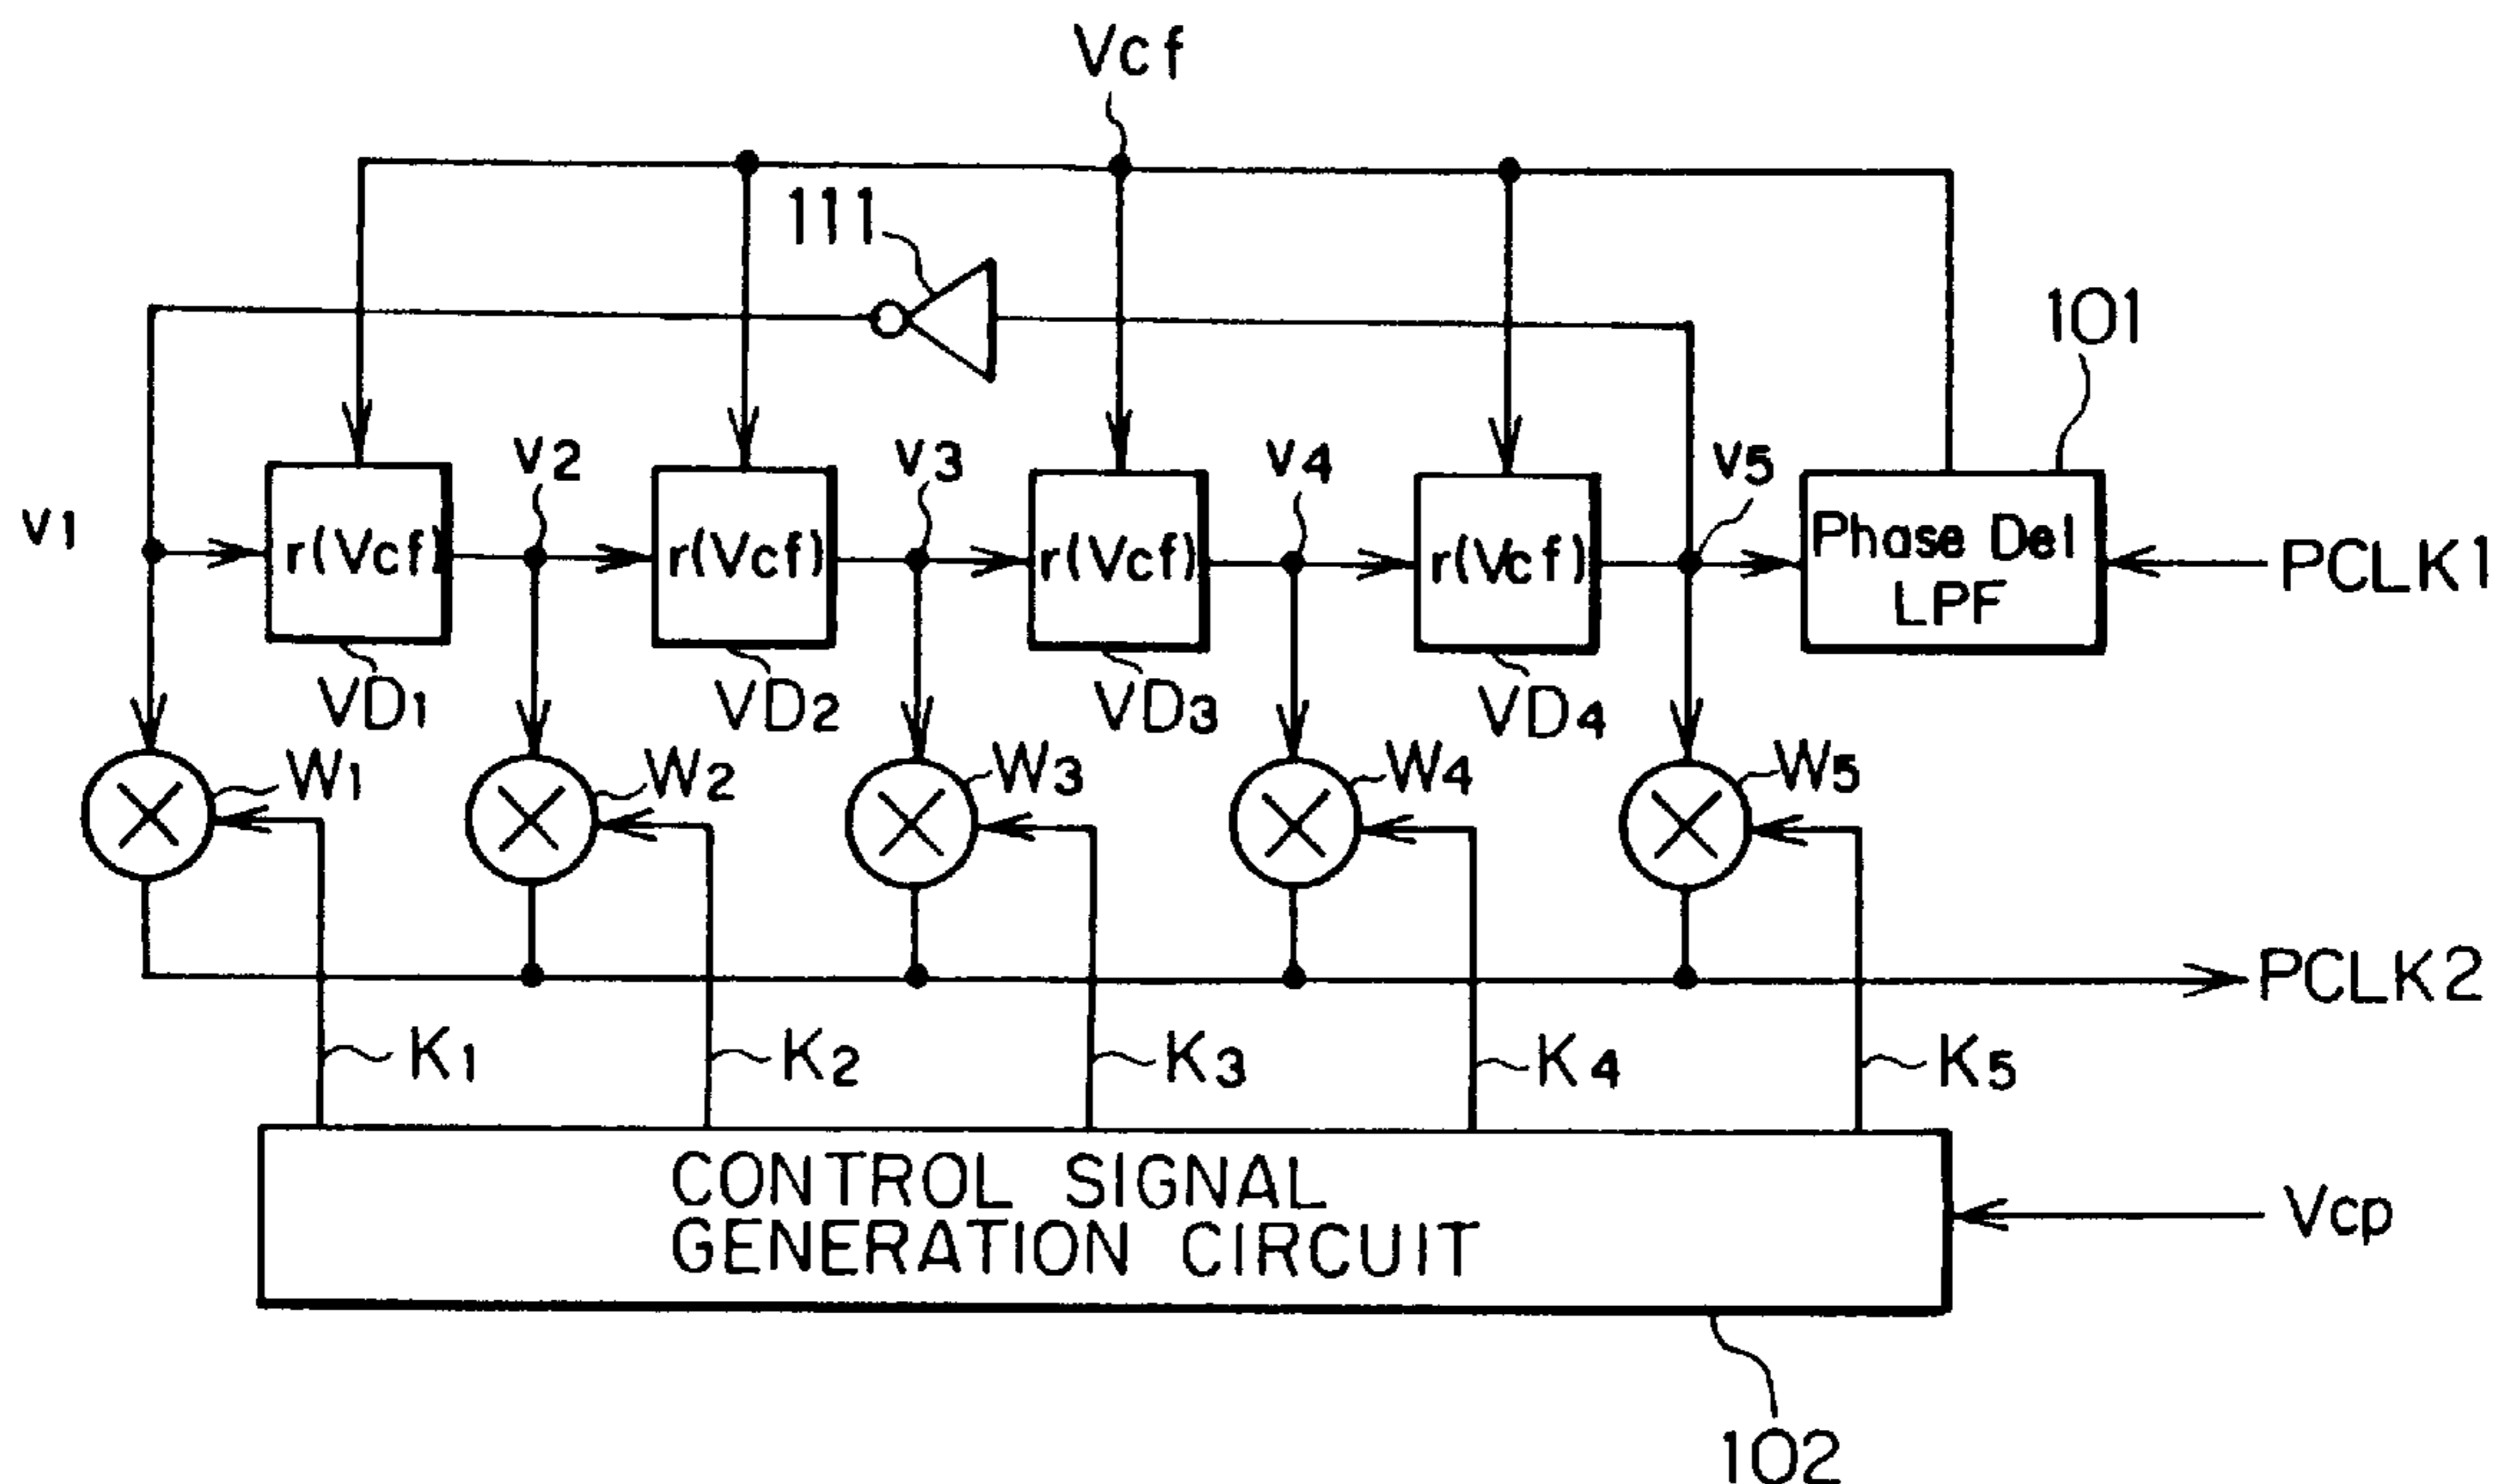 Vcf
111
101
v1
v2
v3
v4
v5
r(Vcf)
r(Vcf)
r(Vcf)
r(Vcf)
Phase Del
LPF
PCLK1
VD1
VD2
VD3
VD4
W1
W2
W3
W4
W5
PCLK2
K1
K2
K3
K4
K5
CONTROL SIGNAL
GENERATION CIRCUIT
Vcp
102